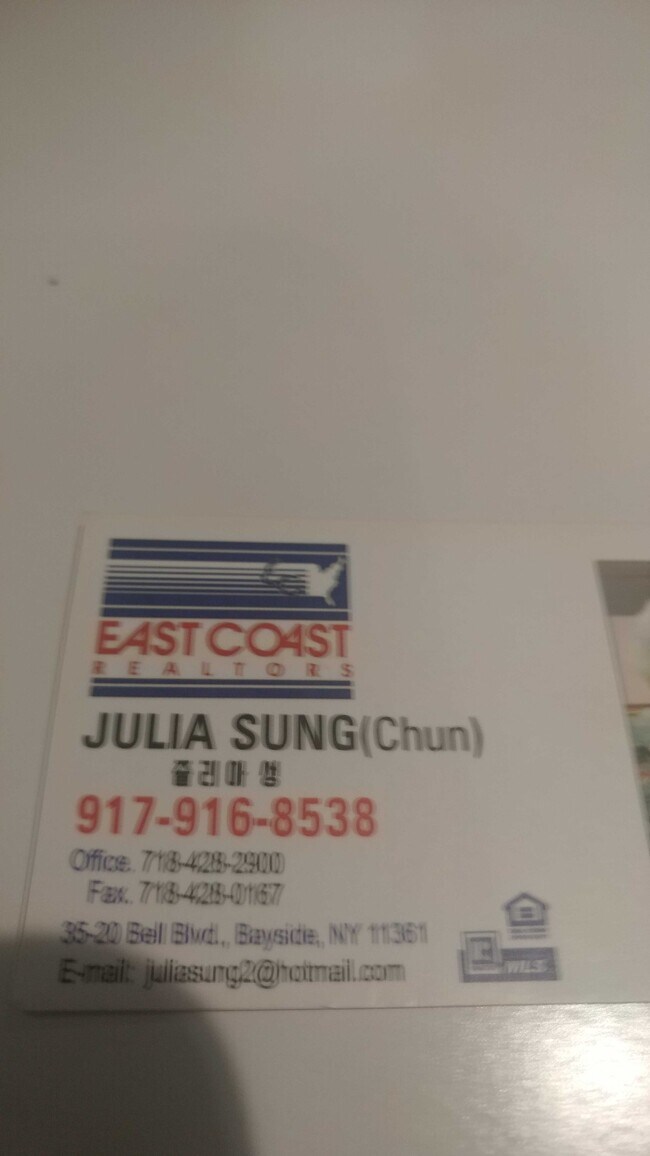 EAST COAST
REALTORS
JULIA SUNG(Chun)
줄리아 성
917-916-8538
Office. 718-428-2900
Fax. 718-428-0167
35-20 Bell Blvd., Bayside, NY 11361
E-mail: juliasung2@hotmail.com
MLS